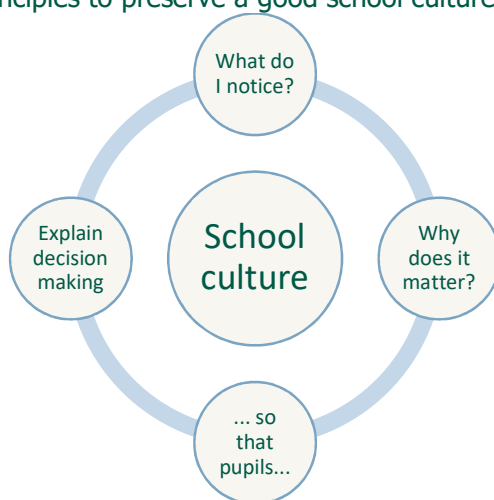 nciples to preserve a good school culture
What do
I notice?
Explain
decision
making
School
culture
Why
does it
matter?
... so
that
pupils...